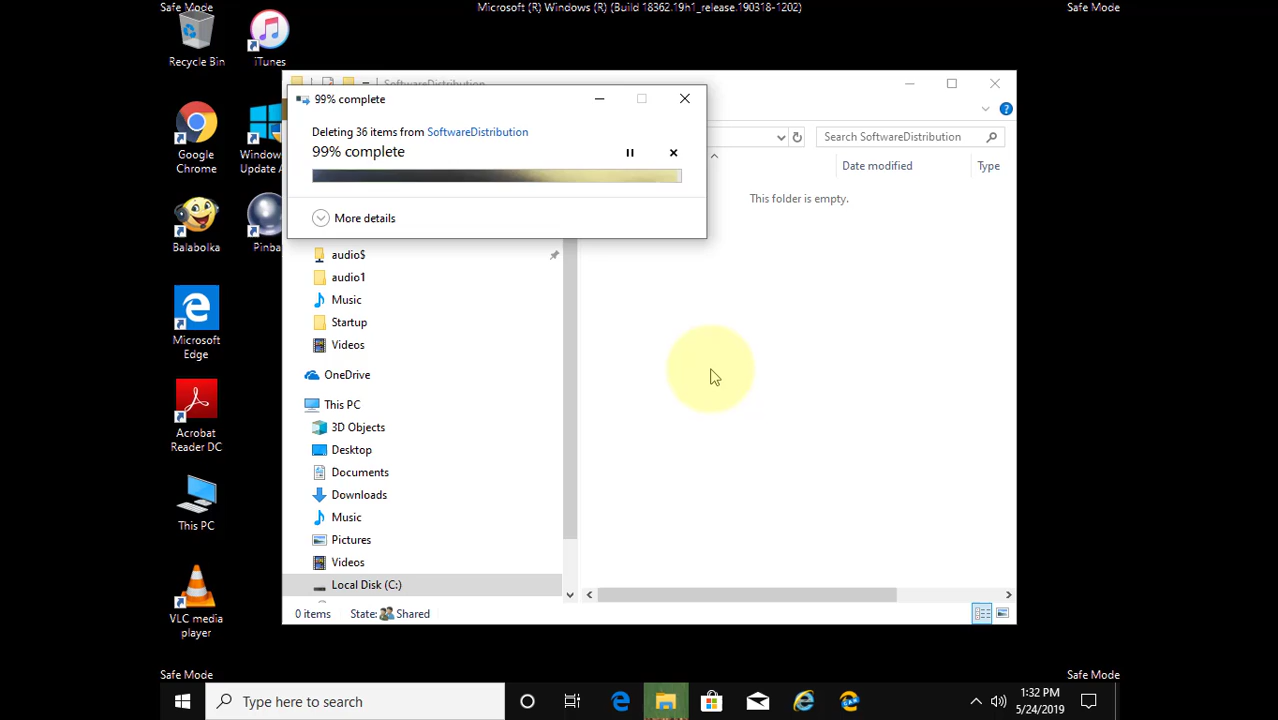 Safe Mode
Microsoft (R) Windows (R) (Build 18362.19h1_release.190318-1202)
Safe Mode
Recycle Bin
iTunes
Google
Chrome
Windows
Update A
Balabolka
Pinba
Microsoft
Edge
Acrobat
Reader DC
This PC
VLC media
player
SoftwareDistribution
99% complete
Deleting 36 items from SoftwareDistribution
99% complete
More details
Search SoftwareDistribution
Date modified
Type
This folder is empty.
audio$
audio1
Music
Startup
Videos
OneDrive
This PC
3D Objects
Desktop
Documents
Downloads
Music
Pictures
Videos
Local Disk (C:)
0 items
State:
Shared
Safe Mode
Safe Mode
Type here to search
1:32 PM
5/24/2019